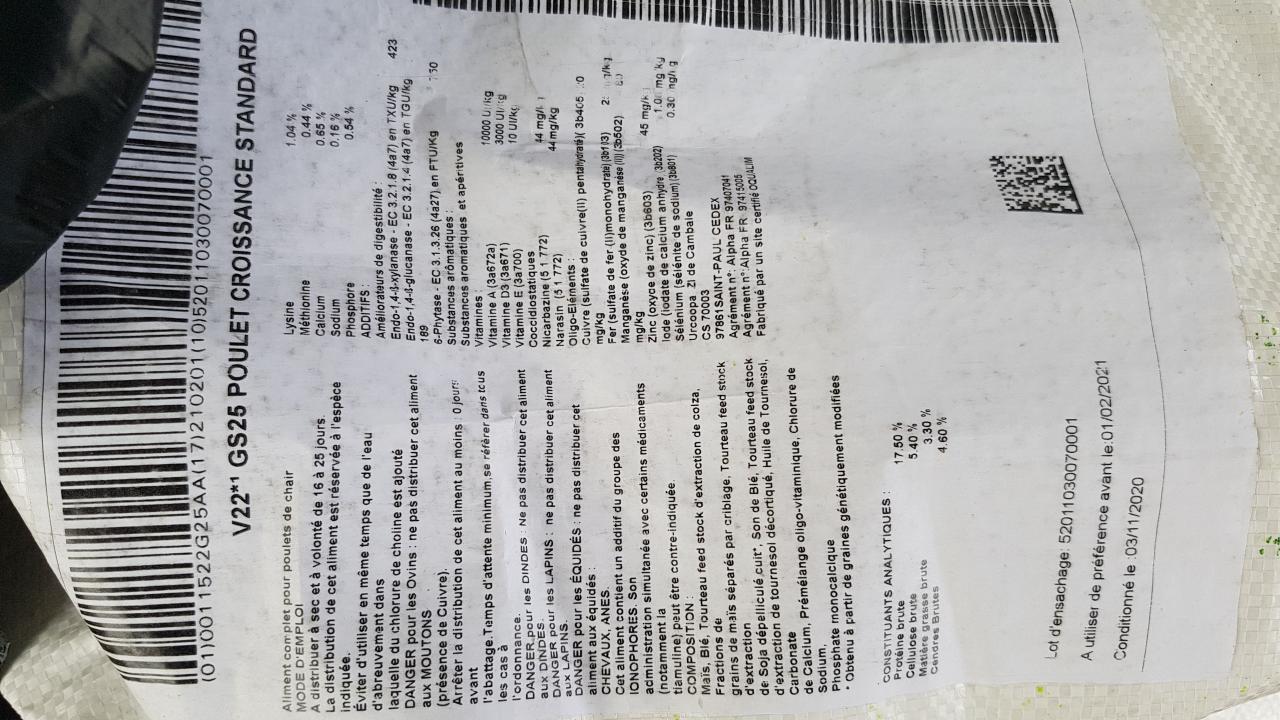 (01)00011522G25AA(17)210201(10)52011030070001
V22*¹ GS25 POULET CROISSANCE STANDARD
Aliment complet pour poulets de chair
MODE D'EMPLOI
A distribuer à sec et à volonté de 16 à 25 jours.
La distribution de cet aliment est réservée à l'espèce
indiquée.
Éviter d'utiliser en même temps que de l'eau
d'abreuvement dans
laquelle du chlorure de choline est ajouté
DANGER pour les Ovins : ne pas distribuer cet aliment
aux MOUTONS
(présence de Cuivre).
Arrêter la distribution de cet aliment au moins : 0 jours
avant
l'abattage.Temps d'attente minimum se référer dans tcus
les cas à
l'ordonnance.
DANGER pour les DINDES : Ne pas distribuer cet aliment
aux DINDES.
DANGER pour les LAPINS : ne pas distribuer cet aliment
aux LAPINS.
DANGER pour les ÉQUIDÉS : ne pas distribuer cet
aliment aux équidés :
CHEVAUX, ANES.
Cet aliment contient un additif du groupe des
IONOPHORES. Son
administration simultanée avec certains médicaments
(notamment la
tiamuline) peut être contre-indiquée.
COMPOSITION :
Maïs, Blé, Tourteau feed stock d'extraction de colza,
Fractions de
grains de maïs séparés par criblage, Tourteau feed stock
d'extraction
de Soja dépelliculé cuit*, Son de Blé, Tourteau feed stock
d'extraction de tournesol décortiqué, Huile de Tournesol,
Carbonate
de Calcium, Prémélange oligo-vitaminique, Chlorure de
Sodium,
Phosphate monocalcique
* Obtenu à partir de graines génétiquement modifiées
CONSTITUANTS ANALYTIQUES :
Protéine brute 17.50 %
Cellulose brute 5.40 %
Matière grasse brute 3.30 %
Cendres Brutes 4.60 %
Lysine 1.04 %
Méthionine 0.44 %
Calcium 0.65 %
Sodium 0.16 %
Phosphore 0.54 %
ADDITIFS :
Améliorateurs de digestibilité :
Endo-1,4-ß-xylanase - EC 3.2.1.8 (4a7) en TXU/kg 423
Endo-1,4-ß-glucanase - EC 3.2.1.4 (4a7) en TGU/kg
189
6-Phytase - EC 3.1.3.26 (4a27) en FTU/Kg
Substances arômatiques :
Substances aromatiques et apéritives
Vitamines :
Vitamine A (3a672a) 10000 UI/kg
Vitamine D3 (3a671) 3000 UI/kg
Vitamine E (3a700) 10 UI/kg
Coccidiostatiques
Nicarbazine (5 1 772) 44 mg/k
Narasin (5 1 772) 44 mg/kg
Oligo-Eléments :
Cuivre (sulfate de cuivre(II) pentahydraté)( 3b405
mg/kg
Fer (sulfate de fer (II)monohydraté)(3b103)
Manganèse (oxyde de manganèse (II)) (3b502)
mg/kg
Zinc (oxyce de zinc) (3b603) 45 mg/k
Iode (iodate de calcium anhydre, 3b202) mg/kg
Sélénium (sélénite de sodium) (3b801) 0.30
Urcoopa. ZI de Cambaie
CS 70003
97861SAINT-PAUL CEDEX
Agrément n°: Alpha FR 97407041
Agrément n°:Alpha FR 97415005
Fabriqué par un site certifié OQUALIM
Lot d'ensachage: 52011030070001
A utiliser de préférence avant le:01/02/2021
Conditionné le :03/11/2020